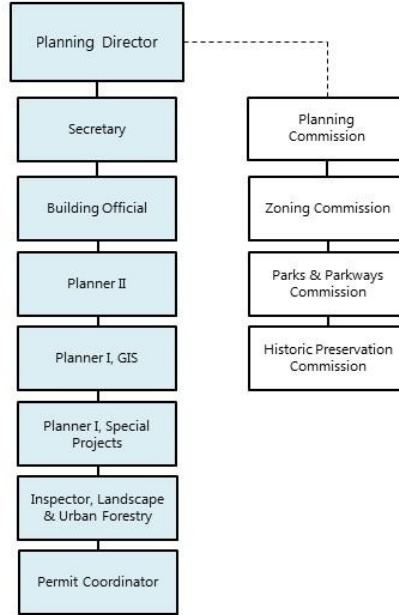 Planning Director
Secretary
Building Official
Planner II
Planner I, GIS
Planner I, Special
Projects
Inspector, Landscape
& Urban Forestry
Permit Coordinator
Planning
Commission
Zoning Commission
Parks & Parkways
Commission
Historic Preservation
Commission